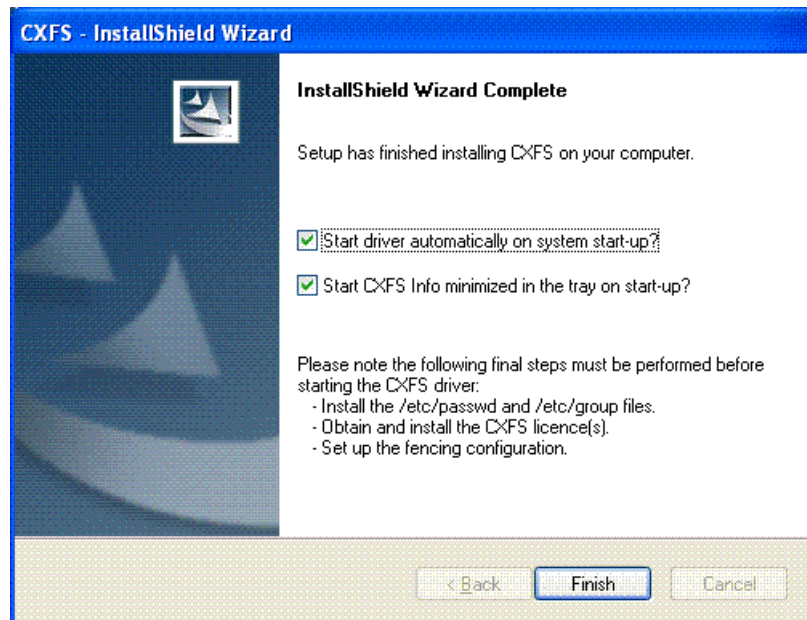 CXFS - InstallShield Wizard
InstallShield Wizard Complete
Setup has finished installing CXFS on your computer.
Start driver automatically on system start-up?
Start CXFS Info minimized in the tray on start-up?
Please note the following final steps must be performed before
starting the CXFS driver:
- Install the /etc/passwd and /etc/group files.
- Obtain and install the CXFS licence(s).
- Set up the fencing configuration.
< Back
Finish
Cancel